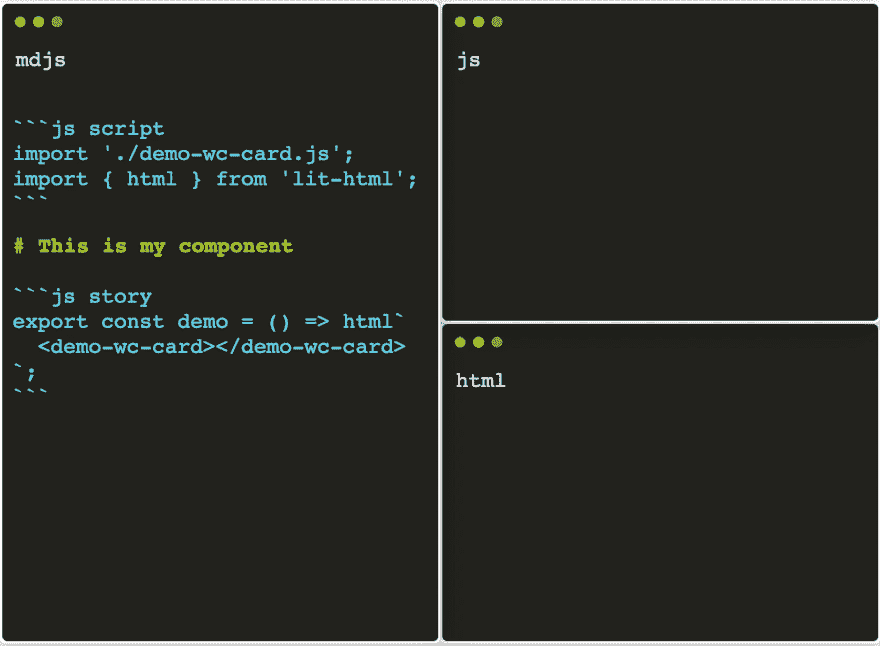 mdjs
```js script
import './demo-wc-card.js';
import { html } from 'lit-html';
```
# This is my component
```js story
export const demo = () => html`
  <demo-wc-card></demo-wc-card>
`;
```
js
html